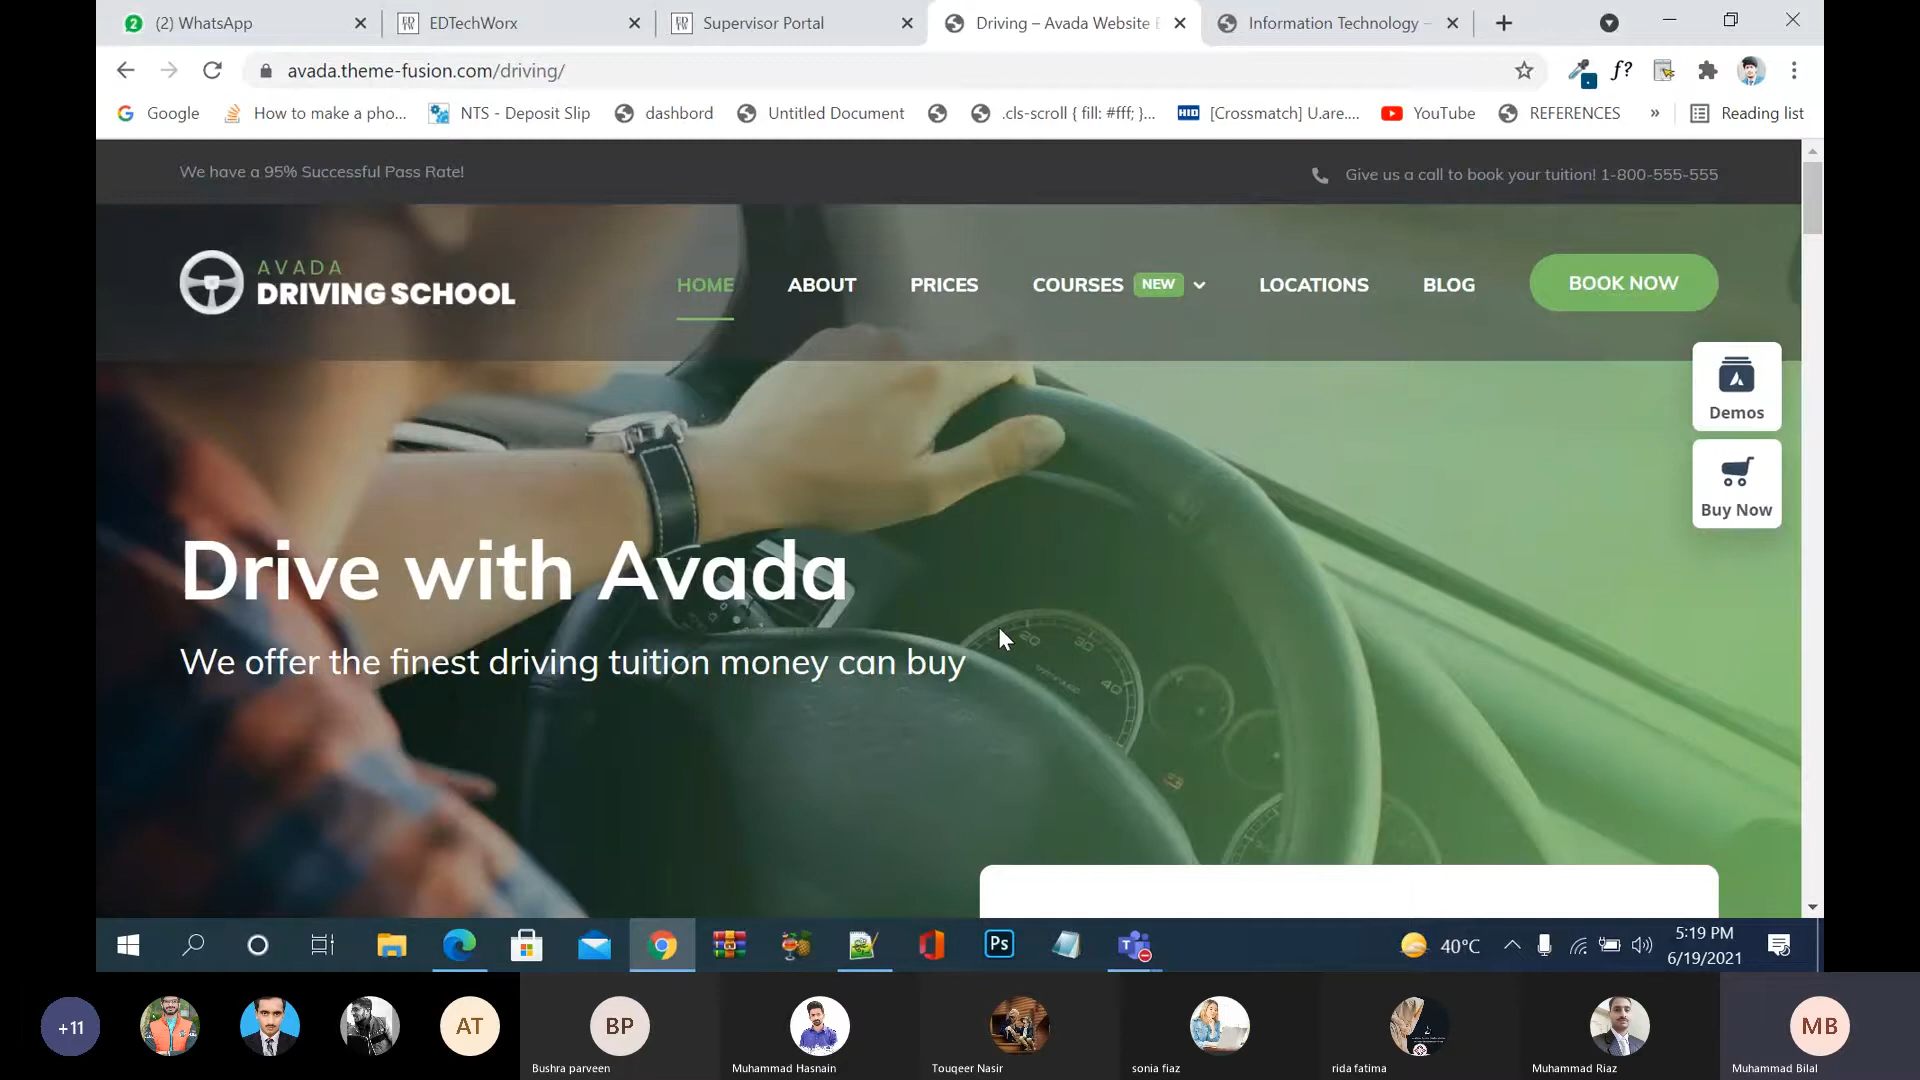 (2) WhatsApp
EDTechWorx
Supervisor Portal
Driving – Avada Website
Information Technology –
avada.theme-fusion.com/driving/
f?
Google
How to make a pho...
NTS - Deposit Slip
dashbord
Untitled Document
.cls-scroll { fill: #fff; }...
HID
[Crossmatch] U.are....
YouTube
REFERENCES
»
Reading list
We have a 95% Successful Pass Rate!
Give us a call to book your tuition! 1-800-555-555
AVADA
DRIVING SCHOOL
HOME
ABOUT
PRICES
COURSES NEW
LOCATIONS
BLOG
BOOK NOW
Demos
Buy Now
Drive with Avada
We offer the finest driving tuition money can buy
20
30
40
Ps
40°C
5:19 PM
6/19/2021
+11
AT
BP
Bushra parveen
Muhammad Hasnain
Touqeer Nasir
sonia fiaz
rida fatima
Muhammad Riaz
MB
Muhammad Bilal